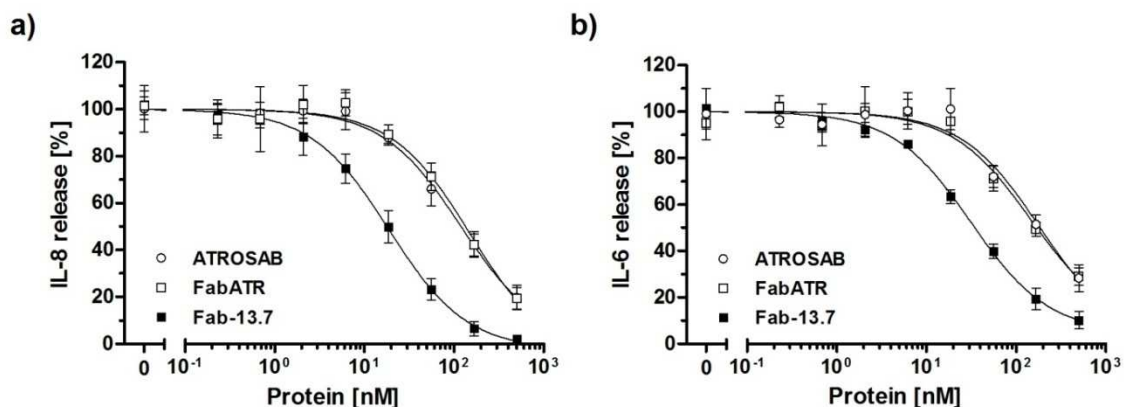 a)
IL-8 release [%]
120
100
80
60
40
20
0
ATROSAB
FabATR
Fab-13.7
0
10⁻¹
10⁰
10¹
10²
10³
Protein [nM]
b)
IL-6 release [%]
120
100
80
60
40
20
0
ATROSAB
FabATR
Fab-13.7
0
10⁻¹
10⁰
10¹
10²
10³
Protein [nM]